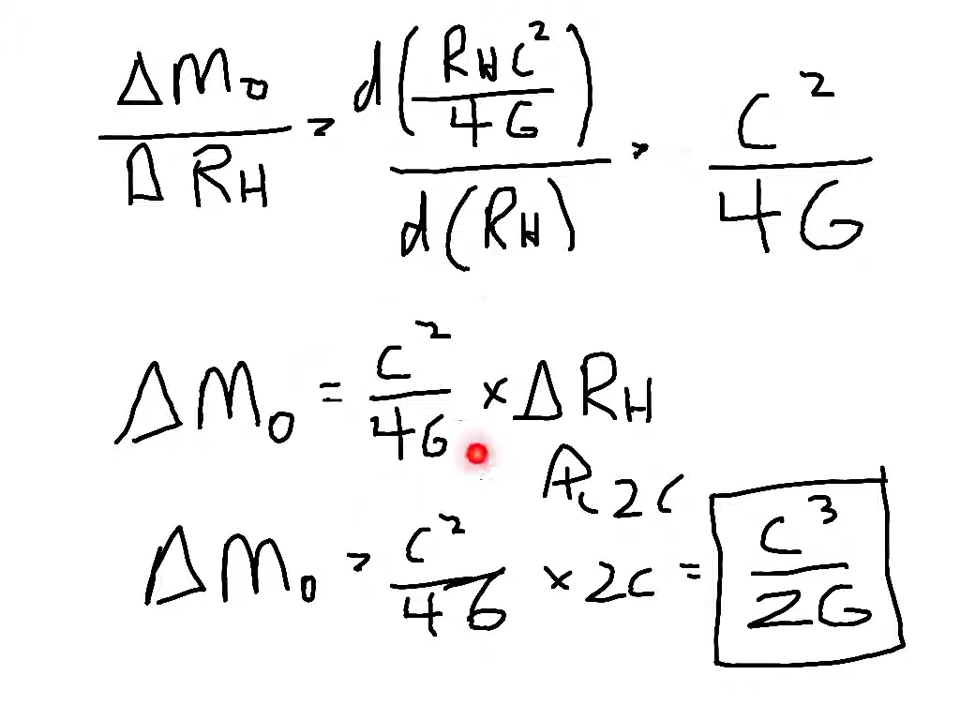 ΔM₀/ΔR_H = d(R_H C²/4G)/d(R_H) = C²/4G
ΔM₀ = C²/4G × ΔR_H
2C
ΔM₀ = C²/4G × 2C = C³/2G